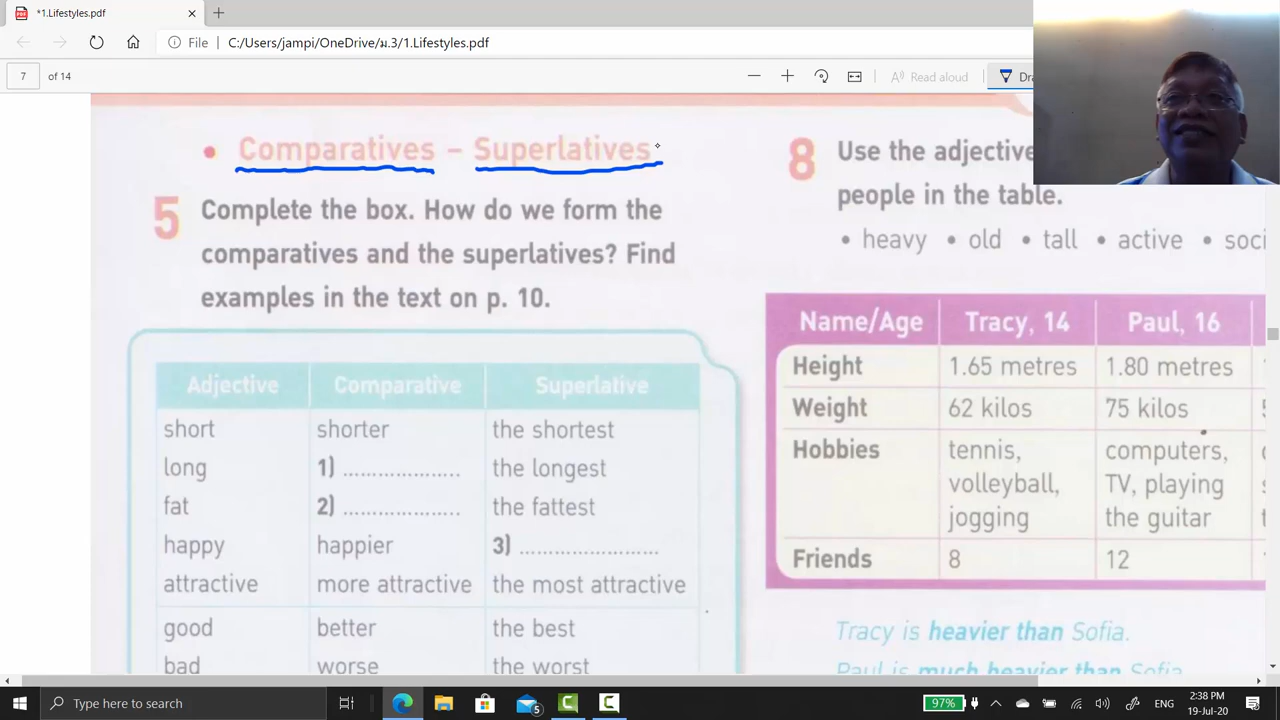 *1.Lifestyles.pdf
File
C:/Users/jampi/OneDrive/ม.3/1.Lifestyles.pdf
7 of 14
Read aloud
• Comparatives – Superlatives
5 Complete the box. How do we form the
comparatives and the superlatives? Find
examples in the text on p. 10.
Adjective Comparative Superlative
short shorter the shortest
long 1) .................... the longest
fat 2) .................... the fattest
happy happier 3) ........................
attractive more attractive the most attractive
good better the best
bad worse the worst
8 Use the adjective
people in the table.
• heavy • old • tall • active • soci
Name/Age Tracy, 14 Paul, 16
Height 1.65 metres 1.80 metres
Weight 62 kilos 75 kilos
Hobbies tennis, computers,
volleyball, TV, playing
jogging the guitar
Friends 8 12
Tracy is heavier than Sofia.
Paul is much heavier than Sofia
Type here to search
5
97%
ENG
2:38 PM
19-Jul-20